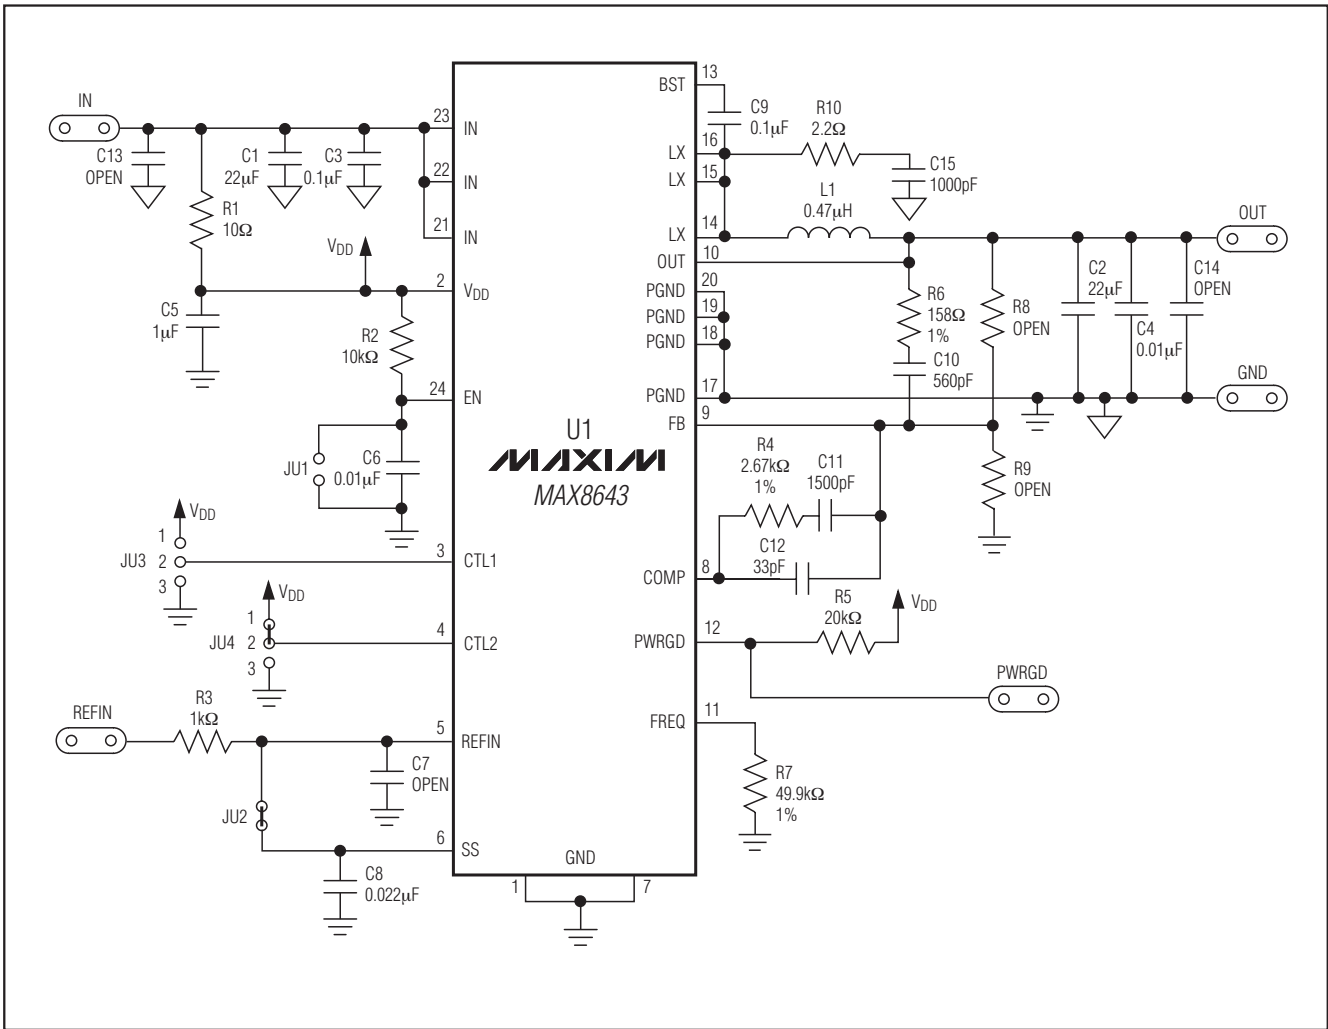 IN
C13
OPEN
C1
22µF
C3
0.1µF
R1
10Ω
VDD
C5
1µF
R2
10kΩ
JU1
C6
0.01µF
VDD
JU3
1
2
3
VDD
JU4
1
2
3
REFIN
R3
1kΩ
C7
OPEN
JU2
C8
0.022µF
23
IN
22
IN
21
IN
2
VDD
24
EN
3
CTL1
4
CTL2
5
REFIN
6
SS
U1
MAXIM
MAX8643
GND
1
7
BST
13
LX
16
LX
15
LX
14
OUT
10
PGND
20
PGND
19
PGND
18
PGND
17
FB
9
COMP
8
PWRGD
12
FREQ
11
C9
0.1µF
R10
2.2Ω
C15
1000pF
L1
0.47µH
OUT
R6
158Ω
1%
R8
OPEN
C2
22µF
C4
0.01µF
C14
OPEN
C10
560pF
GND
R4
2.67kΩ
1%
C11
1500pF
R9
OPEN
C12
33pF
R5
20kΩ
VDD
PWRGD
R7
49.9kΩ
1%